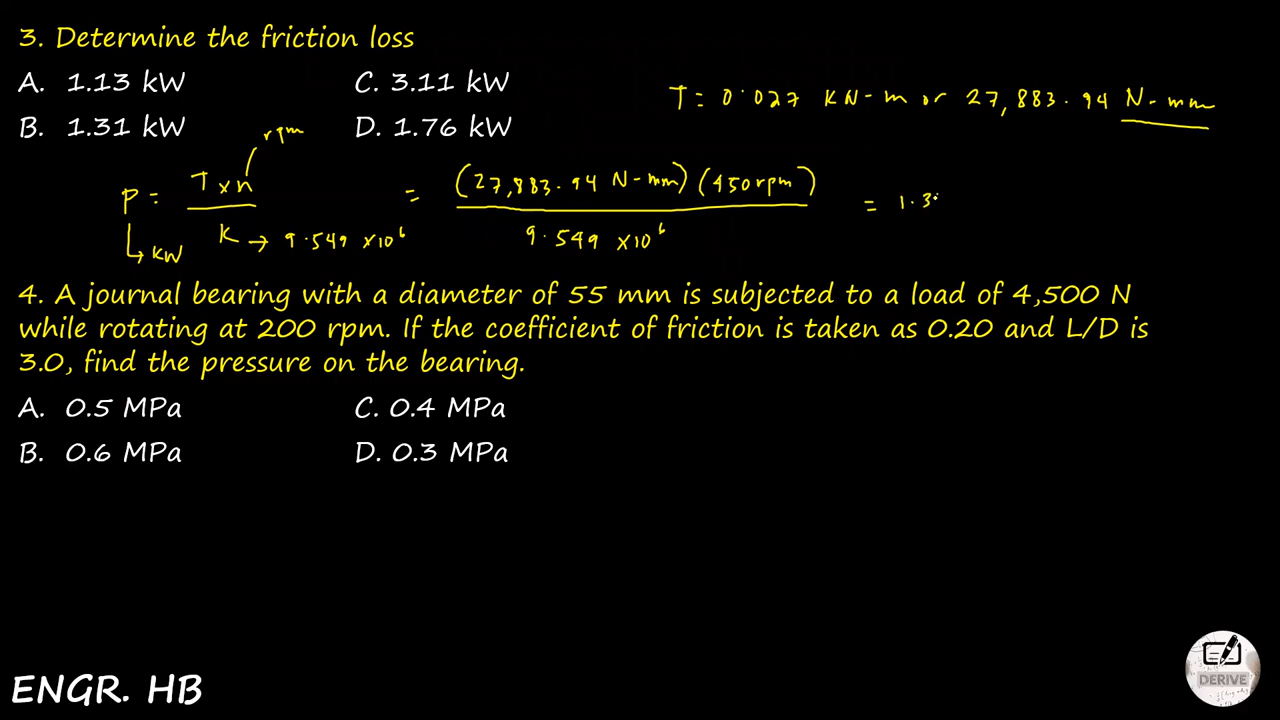 3. Determine the friction loss
A. 1.13 kW C. 3.11 kW
B. 1.31 kW D. 1.76 kW
T = 0.027 KN-m or 27,883.94 N-mm
rpm
P = T x n / K → 9.549 x10⁶ = (27,883.94 N-mm)(450rpm) / 9.549 x10⁶ = 1.3
↳ KW
4. A journal bearing with a diameter of 55 mm is subjected to a load of 4,500 N
while rotating at 200 rpm. If the coefficient of friction is taken as 0.20 and L/D is
3.0, find the pressure on the bearing.
A. 0.5 MPa C. 0.4 MPa
B. 0.6 MPa D. 0.3 MPa
ENGR. HB
DERIVE